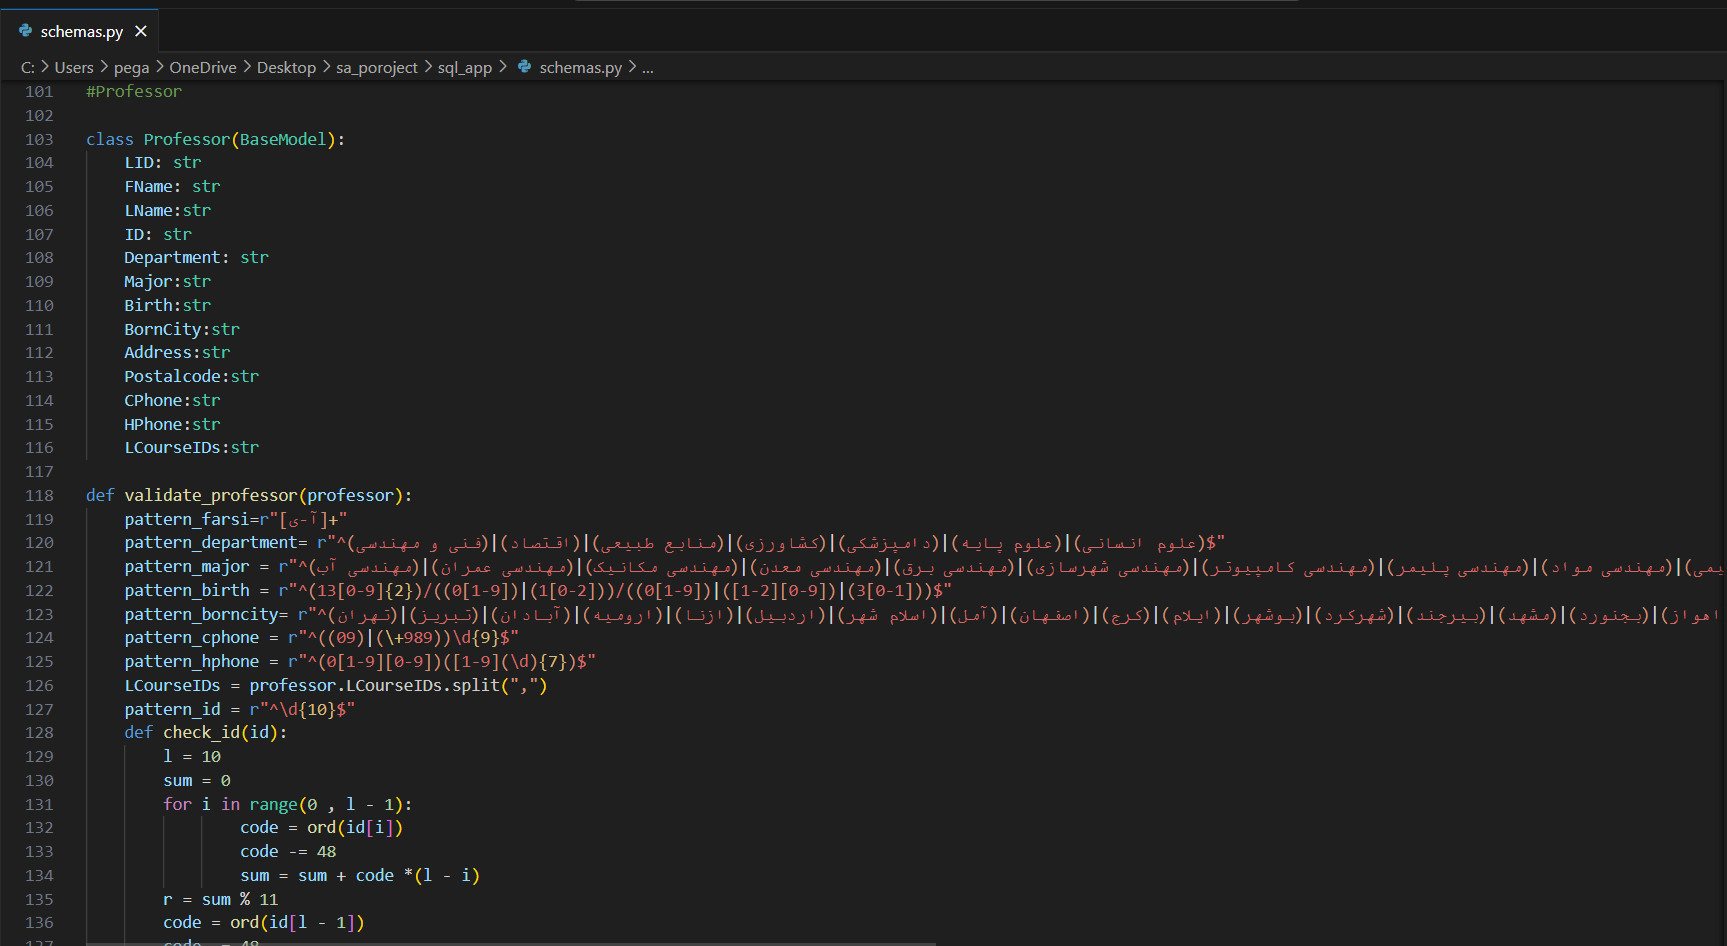 schemas.py
C: > Users > pega > OneDrive > Desktop > sa_poroject > sql_app > schemas.py > ...
101 #Professor
102
103 class Professor(BaseModel):
104 LID: str
105 FName: str
106 LName:str
107 ID: str
108 Department: str
109 Major:str
110 Birth:str
111 BornCity:str
112 Address:str
113 Postalcode:str
114 CPhone:str
115 HPhone:str
116 LCourseIDs:str
117
118 def validate_professor(professor):
119 pattern_farsi=r"[آ-ی]+"
120 pattern_department= r"^(فنی و مهندسی)|(اقتصاد)|(منابع طبیعی)|(کشاورزی)|(دامپزشکی)|(علوم پایه)|(علوم انسانی)$"
121 pattern_major = r"^(مهندسی آب)|(مهندسی عمران)|(مهندسی مکانیک)|(مهندسی معدن)|(مهندسی برق)|(مهندسی شهرسازی)|(مهندسی کامپیوتر)|(مهندسی پلیمر)|(مهندسی مواد)|(
122 pattern_birth = r"^(13[0-9]{2})/((0[1-9])|(1[0-2]))/((0[1-9])|([1-2][0-9])|(3[0-1]))$"
123 pattern_borncity= r"^(تهران)|(تبریز)|(آبادان)|(ارومیه)|(ازنا)|(اردبیل)|(اسلام شهر)|(آمل)|(اصفهان)|(کرج)|(ایلام)|(بوشهر)|(شهرکرد)|(بیرجند)|(مشهد)|(بجنورد)|(اهواز
124 pattern_cphone = r"^((09)|(\+989))\d{9}$"
125 pattern_hphone = r"^(0[1-9][0-9])([1-9](\d){7})$"
126 LCourseIDs = professor.LCourseIDs.split(",")
127 pattern_id = r"^\d{10}$"
128 def check_id(id):
129 l = 10
130 sum = 0
131 for i in range(0 , l - 1):
132 code = ord(id[i])
133 code -= 48
134 sum = sum + code *(l - i)
135 r = sum % 11
136 code = ord(id[l - 1])